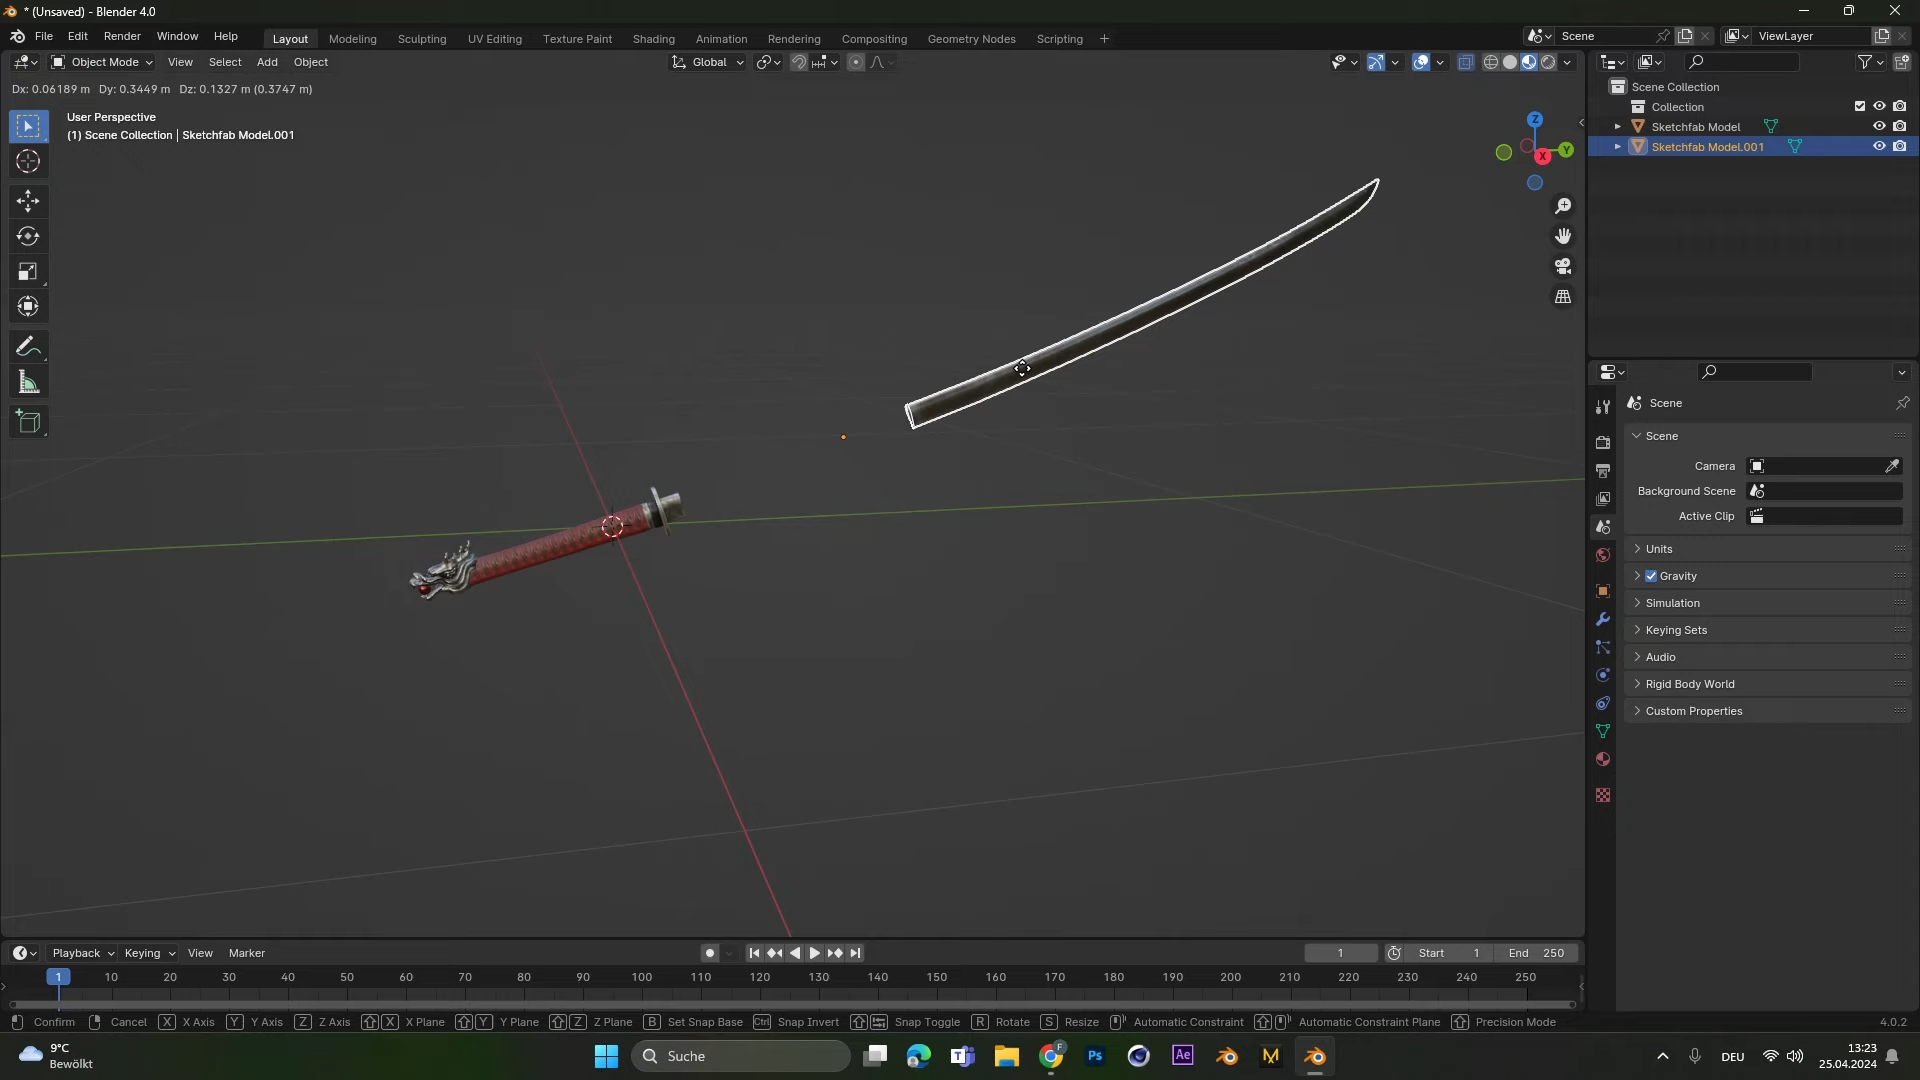 * (Unsaved) - Blender 4.0
File Edit Render Window Help Layout Modeling Sculpting UV Editing Texture Paint Shading Animation Rendering Compositing Geometry Nodes Scripting + Scene ViewLayer
Object Mode View Select Add Object Global
Dx: 0.06189 m Dy: 0.3449 m Dz: 0.1327 m (0.3747 m)
User Perspective
(1) Scene Collection | Sketchfab Model.001
Z
Y
X
Scene Collection
Collection
Sketchfab Model
Sketchfab Model.001
Scene
Scene
Camera
Background Scene
Active Clip
Units
Gravity
Simulation
Keying Sets
Audio
Rigid Body World
Custom Properties
Playback Keying View Marker 1 Start 1 End 250
1 10 20 30 40 50 60 70 80 90 100 110 120 130 140 150 160 170 180 190 200 210 220 230 240 250
Confirm Cancel X X Axis Y Y Axis Z Z Axis X X Plane Y Y Plane Z Z Plane B Set Snap Base Ctrl Snap Invert Snap Toggle R Rotate S Resize Automatic Constraint Automatic Constraint Plane Precision Mode 4.0.2
9°C
Bewölkt
Suche
F
Ps
Ae
M
DEU
13:23
25.04.2024